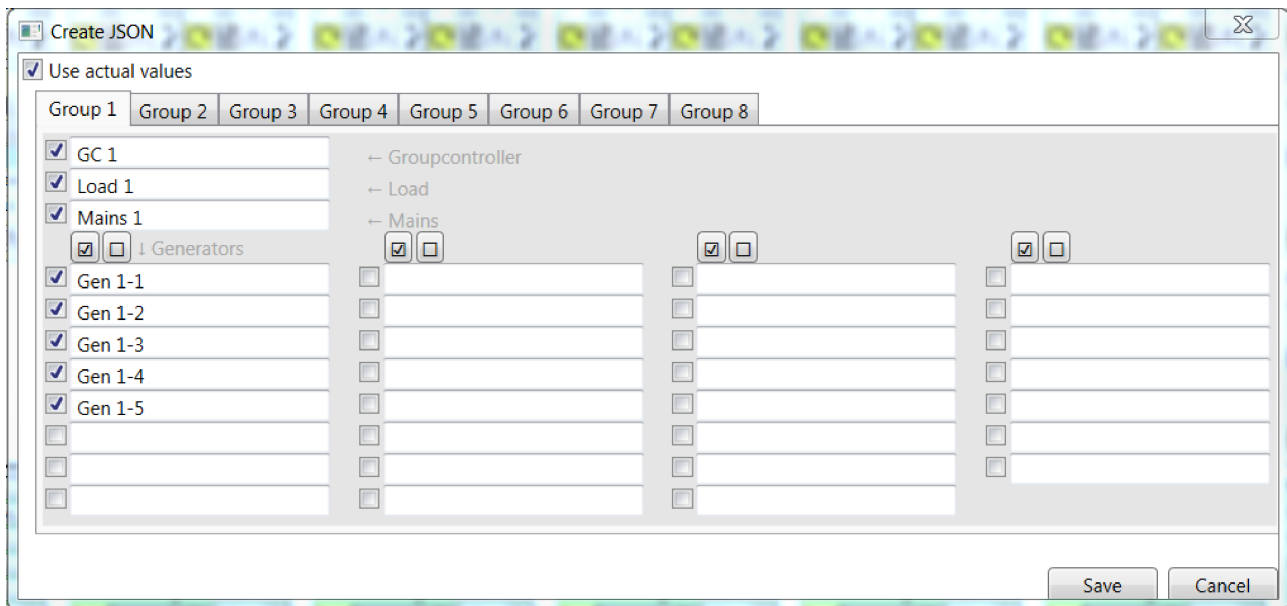 Create JSON
Use actual values
Group 1 Group 2 Group 3 Group 4 Group 5 Group 6 Group 7 Group 8
GC 1 ← Groupcontroller
Load 1 ← Load
Mains 1 ← Mains
↓ Generators
Gen 1-1
Gen 1-2
Gen 1-3
Gen 1-4
Gen 1-5
Save Cancel